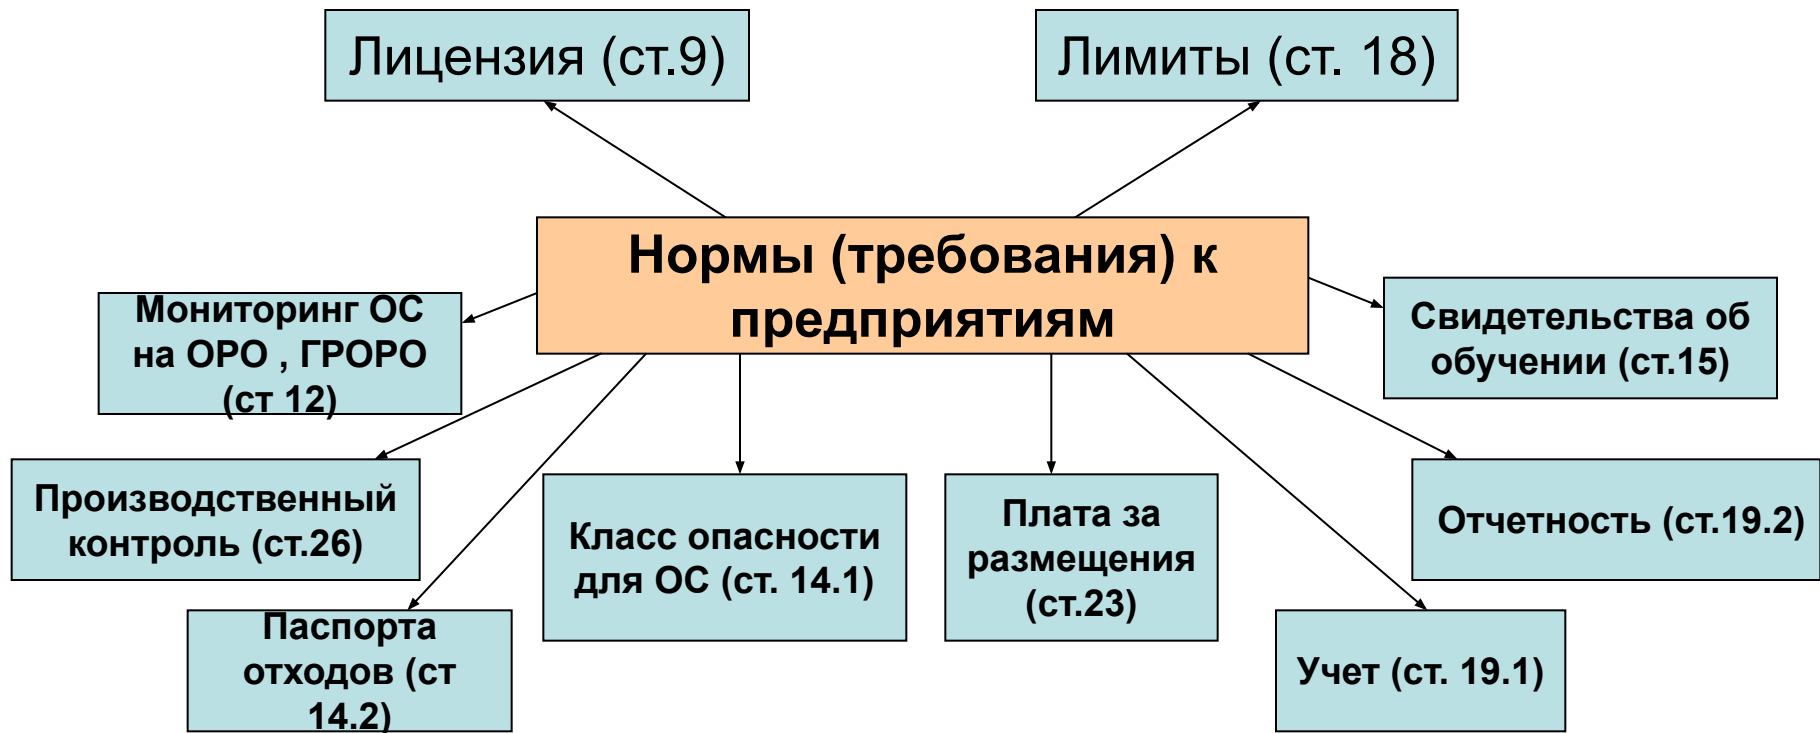 Лицензия (ст.9)
Лимиты (ст. 18)
Нормы (требования) к
предприятиям
Мониторинг ОС
на ОРО , ГРОРО
(ст 12)
Свидетельства об
обучении (ст.15)
Производственный
контроль (ст.26)
Класс опасности
для ОС (ст. 14.1)
Плата за
размещения
(ст.23)
Отчетность (ст.19.2)
Паспорта
отходов (ст
14.2)
Учет (ст. 19.1)